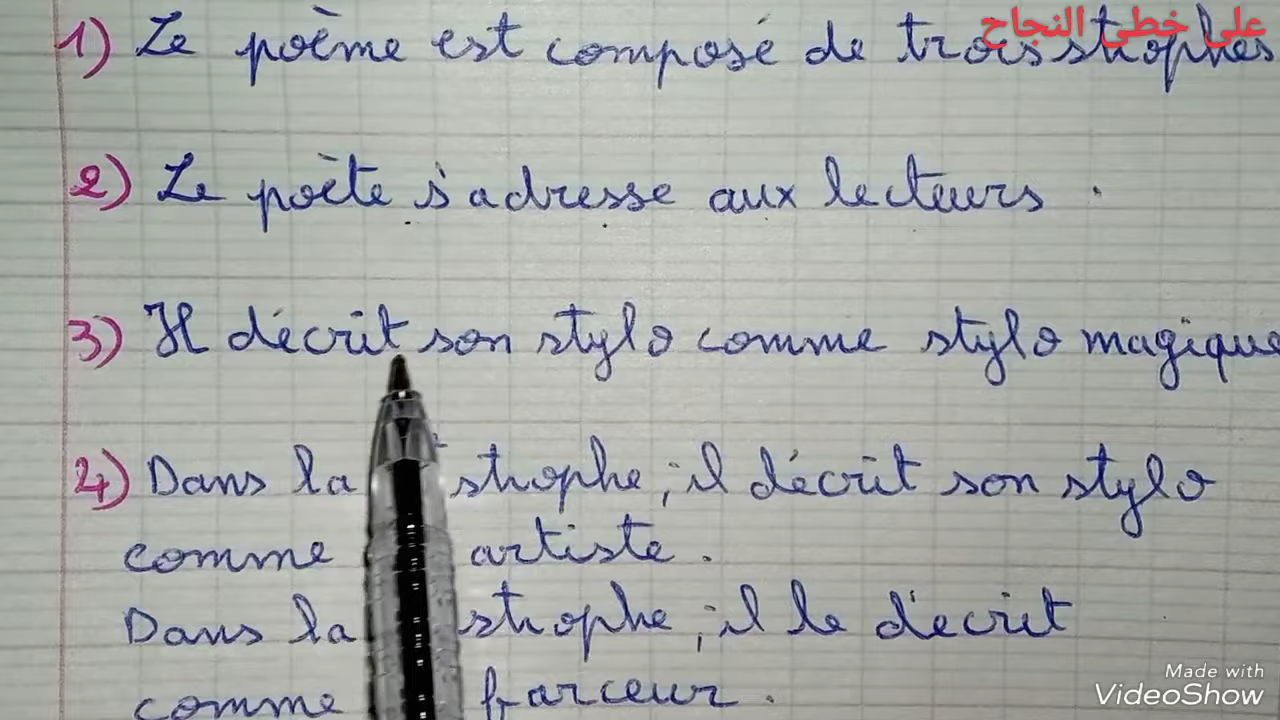 على خطى النجاح
1) Le poème est composé de trois strophes
2) Le poète s'adresse aux lecteurs .
3) Il décrit son stylo comme stylo magique
4) Dans la strophe, il décrit son stylo
comme artiste .
Dans la strophe, il le décrit
comme farceur .
Made with
VideoShow